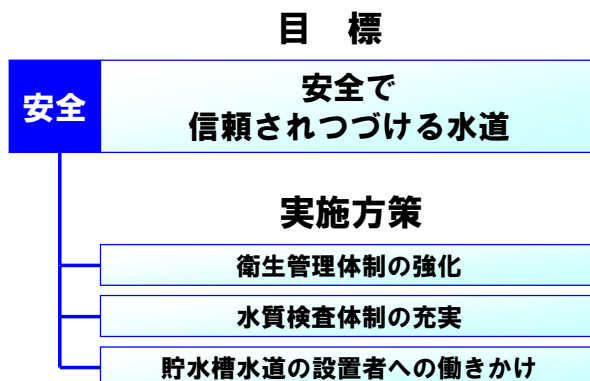 目　標
安全
安全で
信頼されつづける水道
実施方策
衛生管理体制の強化
水質検査体制の充実
貯水槽水道の設置者への働きかけ